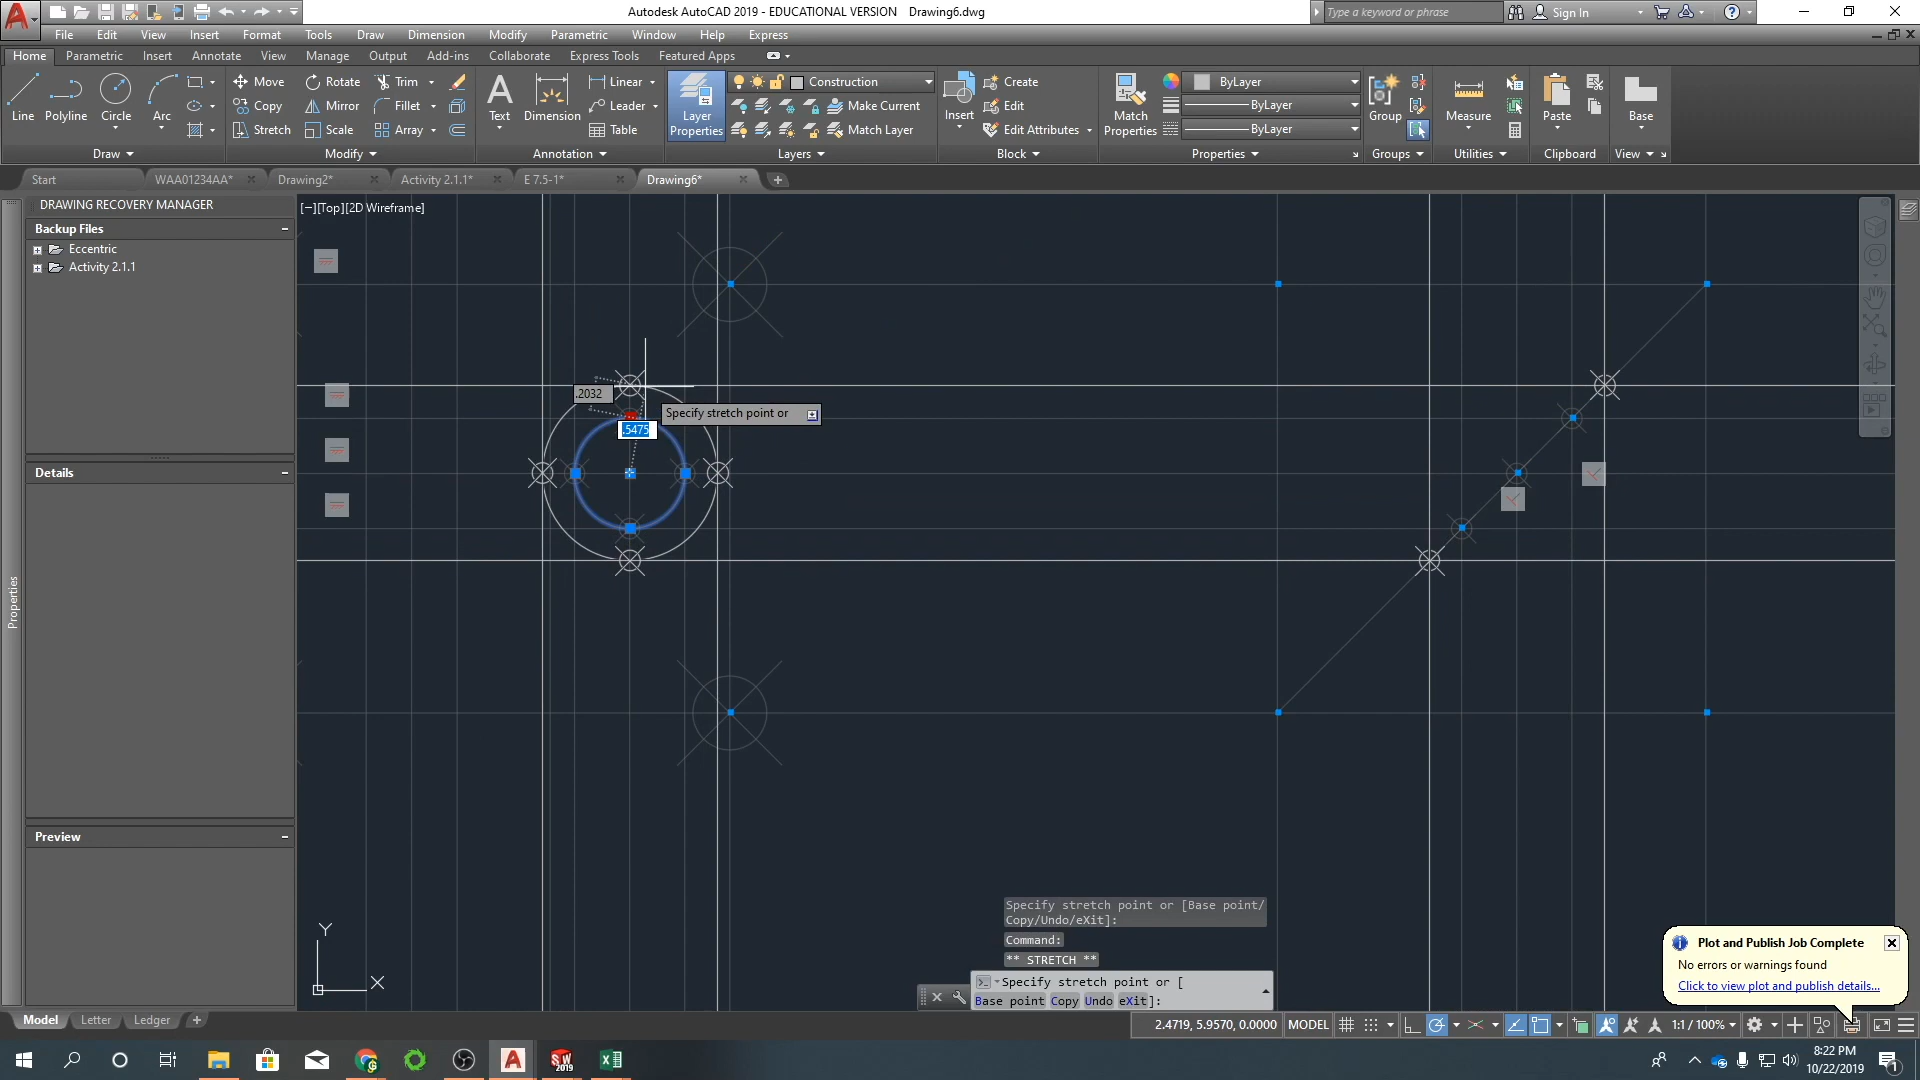 Autodesk AutoCAD 2019 - EDUCATIONAL VERSION Drawing6.dwg
Type a keyword or phrase
Sign In
File Edit View Insert Format Tools Draw Dimension Modify Parametric Window Help Express
Home Parametric Insert Annotate View Manage Output Add-ins Collaborate Express Tools Featured Apps
Line Polyline Circle Arc
Move Rotate Trim
Copy Mirror Fillet
Stretch Scale Array
Text Dimension
Linear
Leader
Table
Layer Properties
Construction
Make Current
Match Layer
Insert
Create
Edit
Edit Attributes
Match Properties
ByLayer
ByLayer
ByLayer
Group
Measure
Paste
Base
Draw Modify Annotation Layers Block Properties Groups Utilities Clipboard View
Start WAA01234AA* Drawing2* Activity 2.1.1* E 7.5-1* Drawing6*
DRAWING RECOVERY MANAGER
Backup Files
Eccentric
Activity 2.1.1
Details
Preview
Properties
[−][Top][2D Wireframe]
.2032
Specify stretch point or
.5475
Y
X
Specify stretch point or [Base point/
Copy/Undo/eXit]:
Command:
** STRETCH **
Specify stretch point or [
Base point Copy Undo eXit]:
Plot and Publish Job Complete
No errors or warnings found
Click to view plot and publish details...
Model Letter Ledger
2.4719, 5.9570, 0.0000 MODEL
1:1 / 100%
SW
2019
8:22 PM
10/22/2019
1